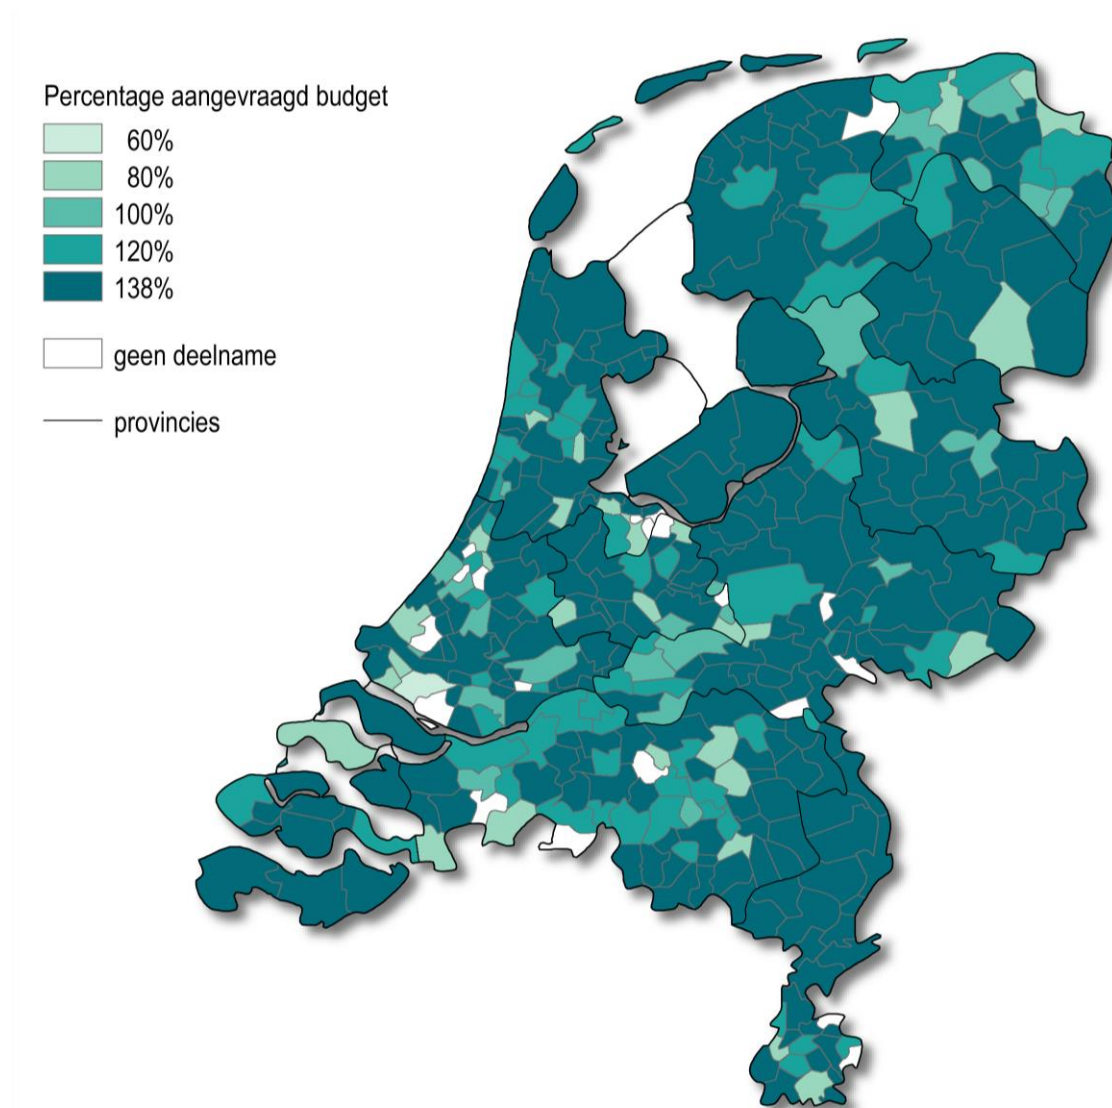 Percentage aangevraagd budget
60%
80%
100%
120%
138%
geen deelname
provincies